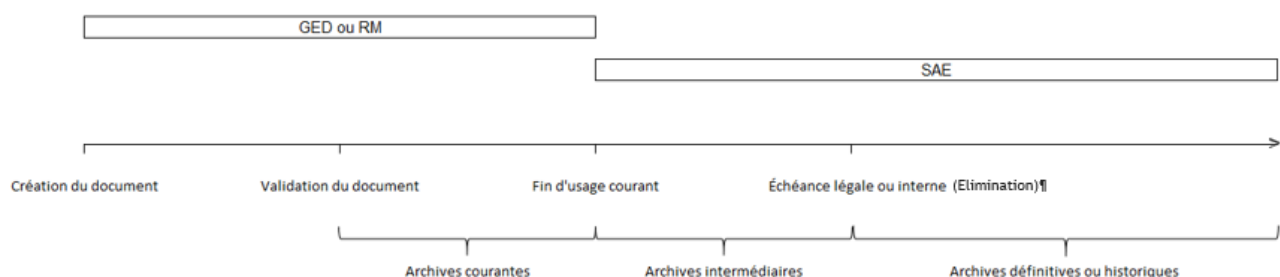 GED ou RM
SAE
Création du document Validation du document Fin d'usage courant Échéance légale ou interne (Elimination)¶
Archives courantes Archives intermédiaires Archives définitives ou historiques